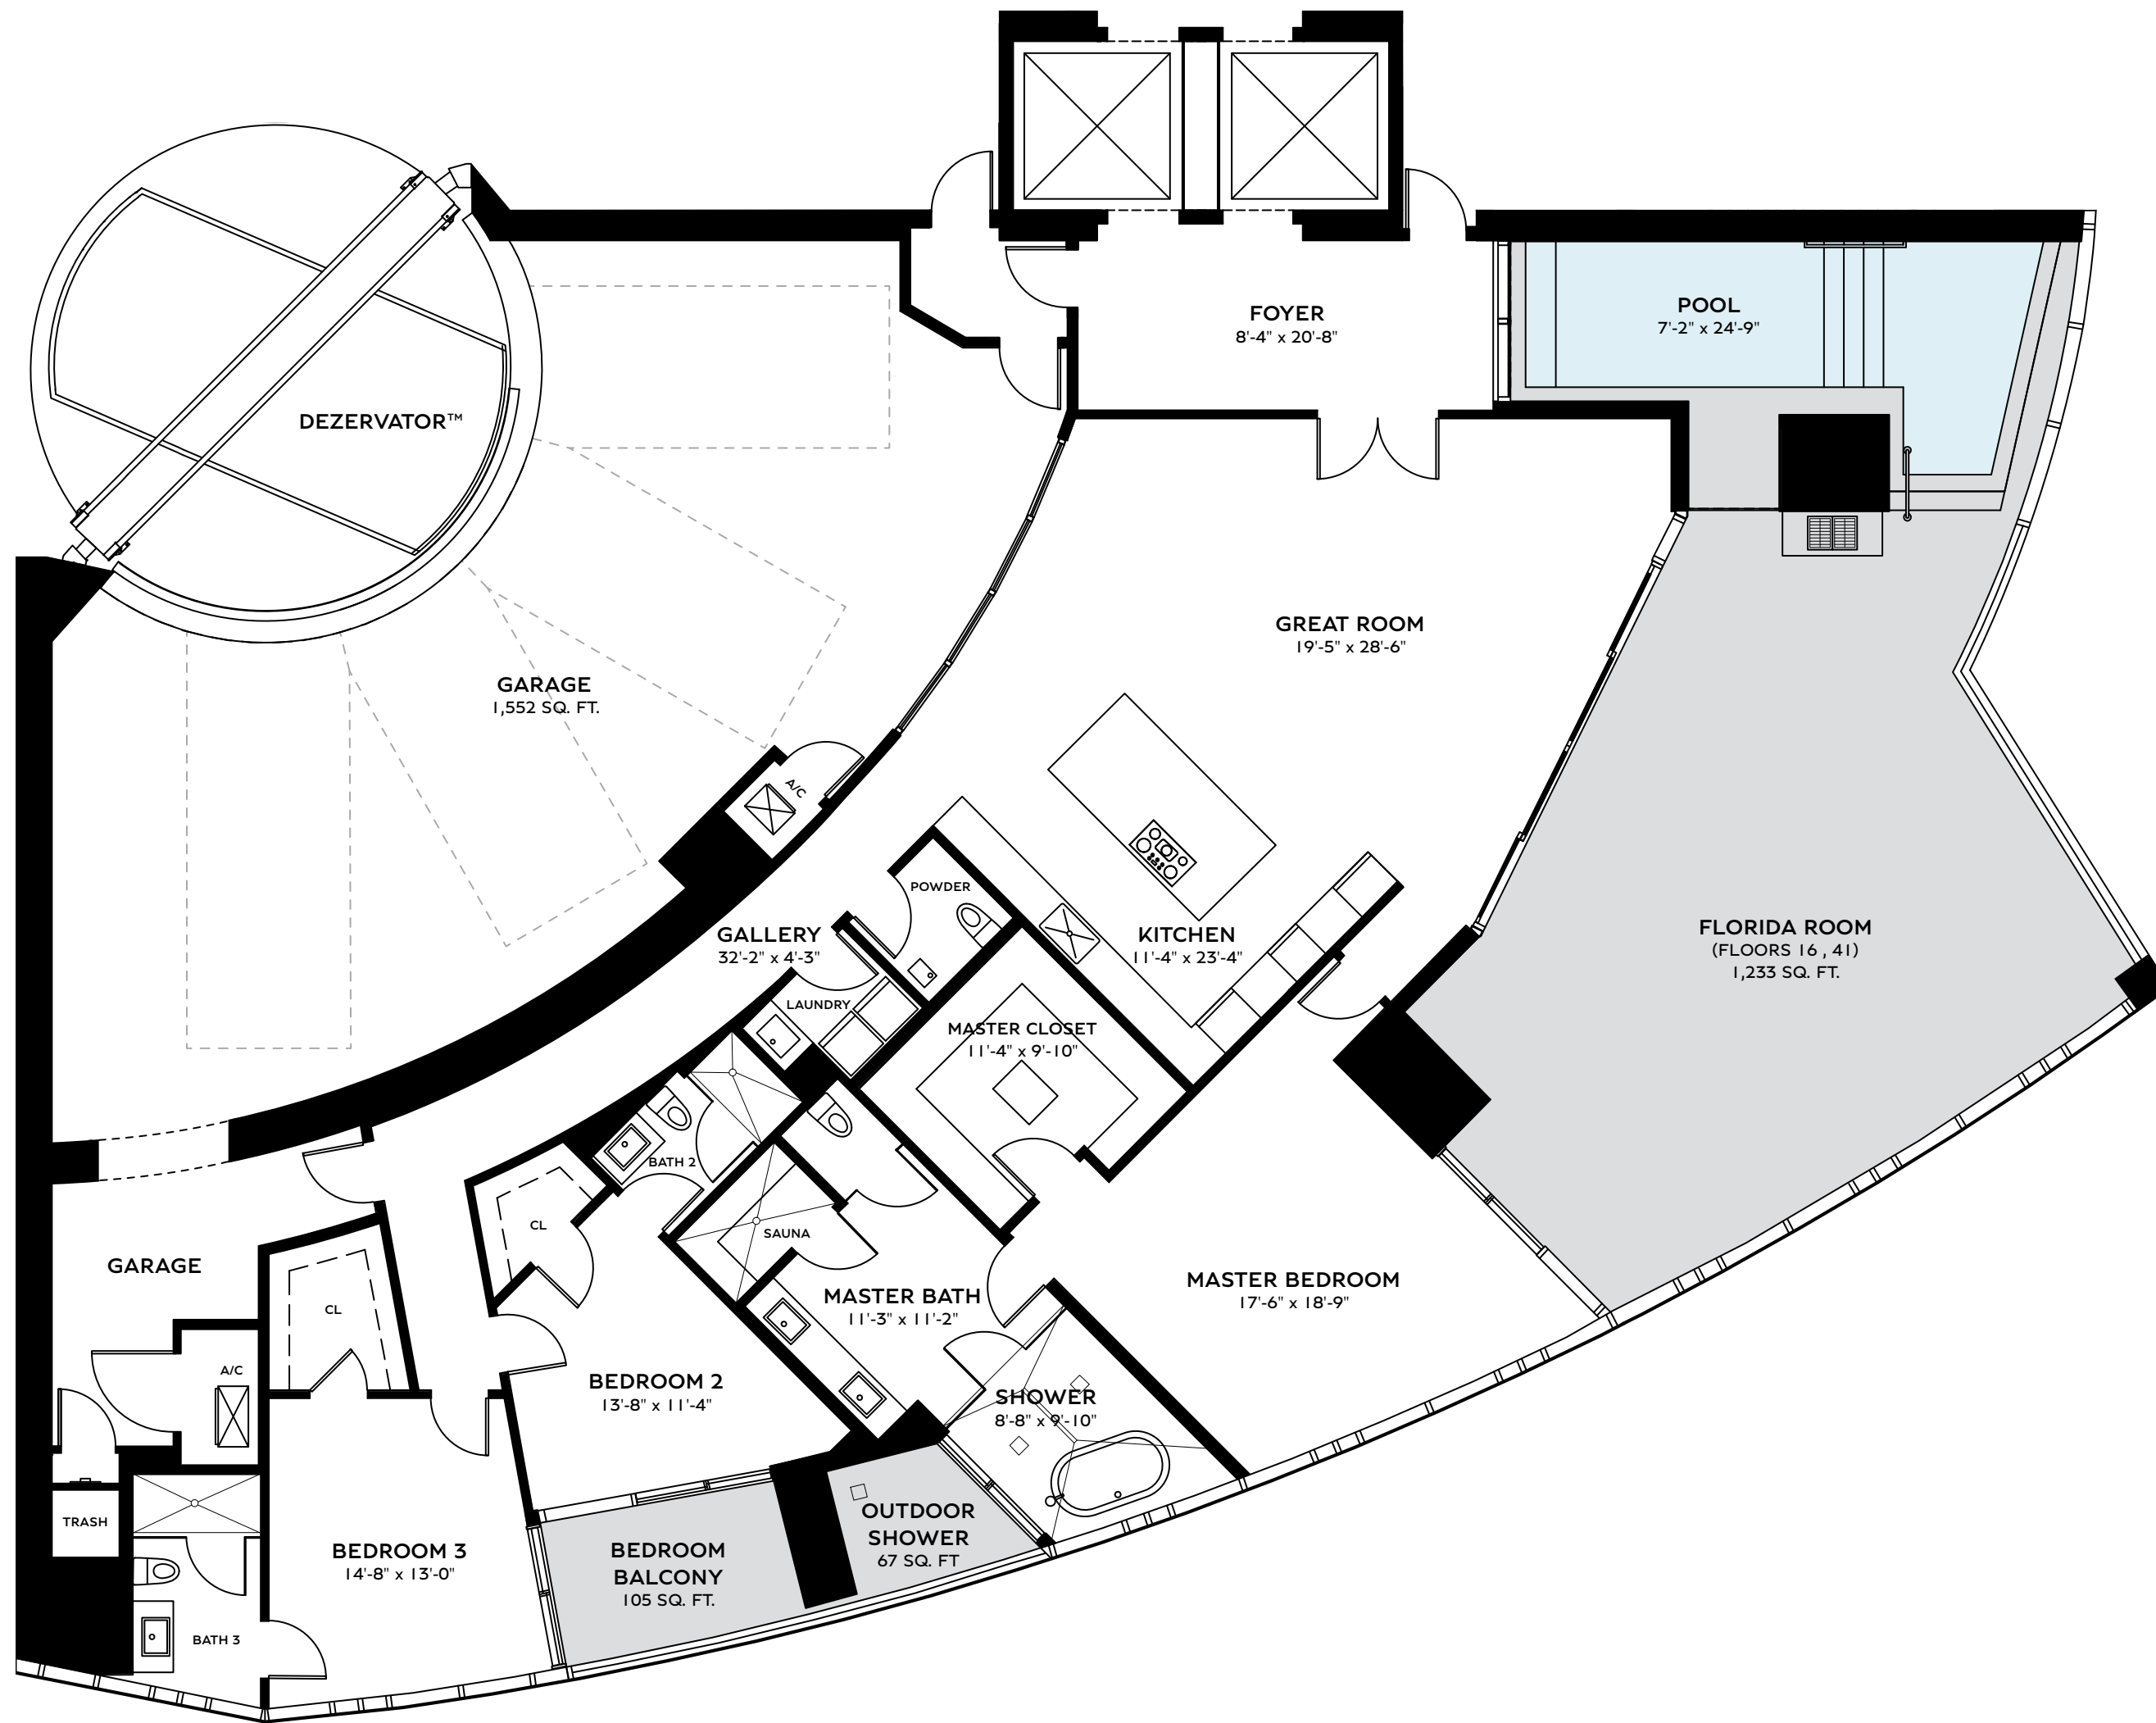 FOYER
8'-4" x 20'-8"
POOL
7'-2" x 24'-9"
DEZERVATOR™
GREAT ROOM
19'-5" x 28'-6"
GARAGE
1,552 SQ. FT.
A/C
POWDER
GALLERY
32'-2" x 4'-3"
KITCHEN
11'-4" x 23'-4"
FLORIDA ROOM
(FLOORS 16 , 41)
1,233 SQ. FT.
LAUNDRY
MASTER CLOSET
11'-4" x 9'-10"
BATH 2
CL
SAUNA
GARAGE
CL
MASTER BATH
11'-3" x 11'-2"
MASTER BEDROOM
17'-6" x 18'-9"
A/C
BEDROOM 2
13'-8" x 11'-4"
SHOWER
8'-8" x 9'-10"
TRASH
BEDROOM 3
14'-8" x 13'-0"
BEDROOM
BALCONY
105 SQ. FT.
OUTDOOR
SHOWER
67 SQ. FT
BATH 3